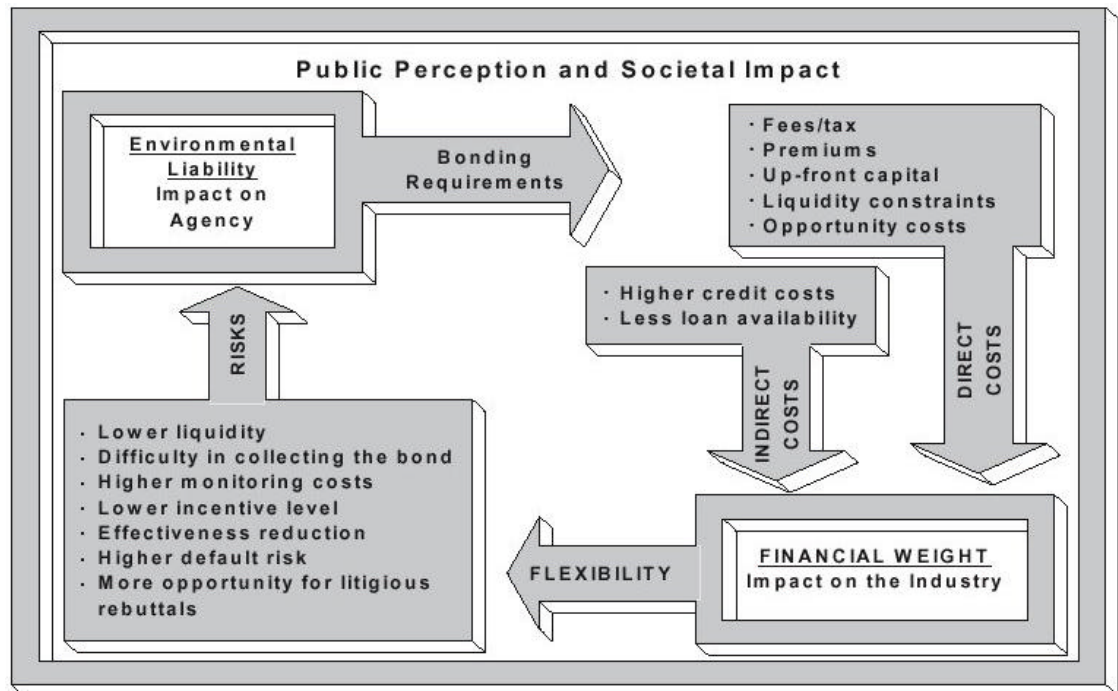 Public Perception and Societal Impact
Environmental
Liability
Impact on
Agency
Bonding
Requirements
· Fees/tax
· Premiums
· Up-front capital
· Liquidity constraints
· Opportunity costs
· Higher credit costs
· Less loan availability
DIRECT
COSTS
INDIRECT
COSTS
FINANCIAL WEIGHT
Impact on the Industry
FLEXIBILITY
· Lower liquidity
· Difficulty in collecting the bond
· Higher monitoring costs
· Lower incentive level
· Effectiveness reduction
· Higher default risk
· More opportunity for litigious
rebuttals
RISKS